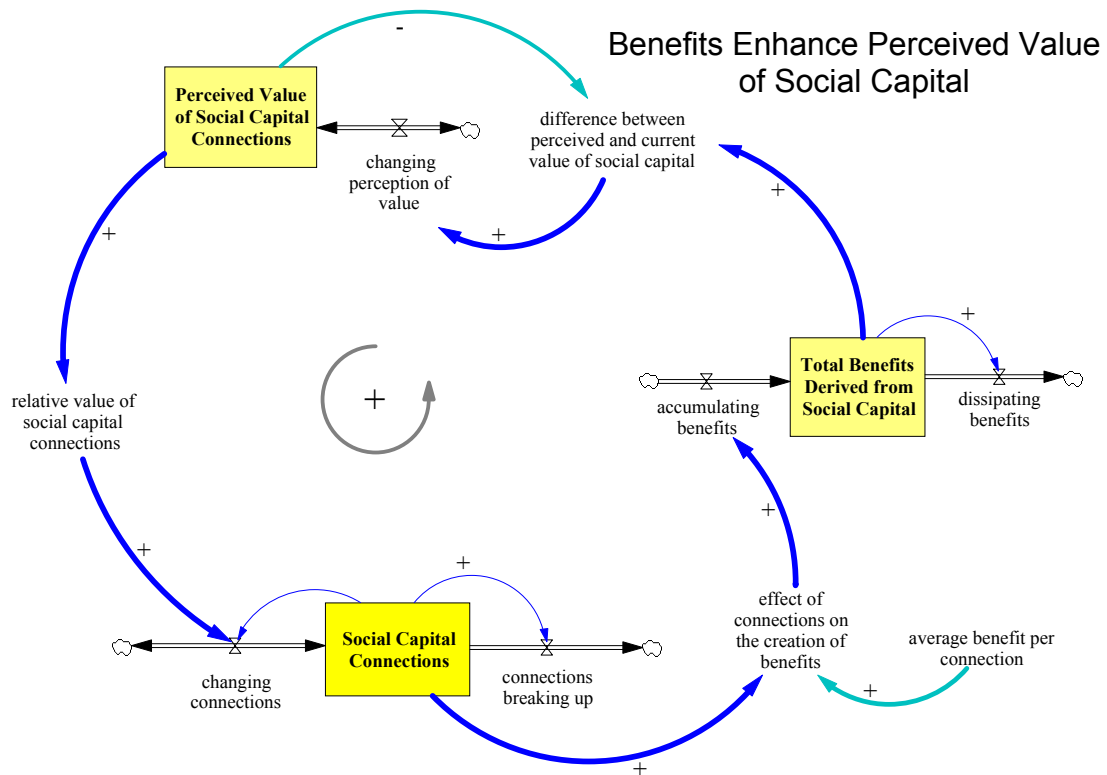 Benefits Enhance Perceived Value
of Social Capital
-
Perceived Value
of Social Capital
Connections
difference between
perceived and current
value of social capital
changing
perception of
value
+
+
+
+
Total Benefits
Derived from
Social Capital
accumulating
benefits
dissipating
benefits
relative value of
social capital
connections
+
+
+
+
Social Capital
Connections
changing
connections
connections
breaking up
effect of
connections on
the creation of
benefits
average benefit per
connection
+
+